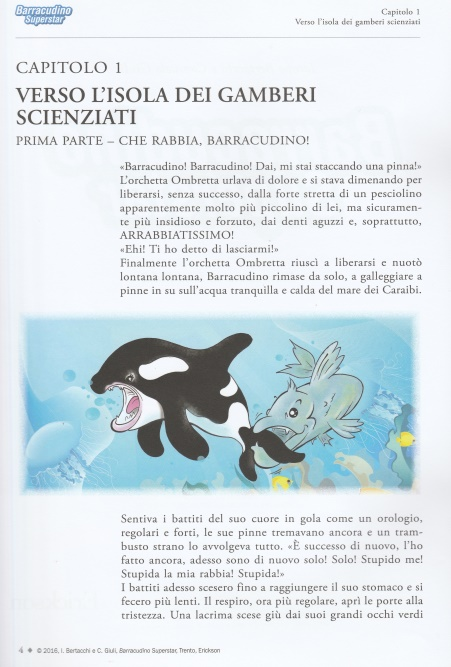 Barracudino
Superstar
Capitolo 1
Verso l'isola dei gamberi scienziati
CAPITOLO 1
VERSO L'ISOLA DEI GAMBERI
SCIENZIATI
PRIMA PARTE – CHE RABBIA, BARRACUDINO!
«Barracudino! Barracudino! Dai, mi stai staccando una pinna!»
L'orchetta Ombretta urlava di dolore e si stava dimenando per
liberarsi, senza successo, dalla forte stretta di un pesciolino
apparentemente molto più piccolino di lei, ma sicuramen-
te più insidioso e forzuto, dai denti aguzzi e, soprattutto,
ARRABBIATISSIMO!
«Ehi! Ti ho detto di lasciarmi!»
Finalmente l'orchetta Ombretta riuscì a liberarsi e nuotò
lontana lontana, Barracudino rimase da solo, a galleggiare a
pinne in su sull'acqua tranquilla e calda del mare dei Caraibi.
Sentiva i battiti del suo cuore in gola come un orologio,
regolari e forti, le sue pinne tremavano ancora e un tram-
busto strano lo avvolgeva tutto. «È successo di nuovo, l'ho
fatto ancora, adesso sono di nuovo solo! Solo! Stupido me!
Stupida la mia rabbia! Stupida!»
I battiti adesso scesero fino a raggiungere il suo stomaco e si
fecero più lenti. Il respiro, ora più regolare, aprì le porte alla
tristezza. Una lacrima scese giù dai suoi grandi occhi verdi
4 ◆ © 2016, I. Bertacchi e C. Giuli, Barracudino Superstar, Trento, Erickson